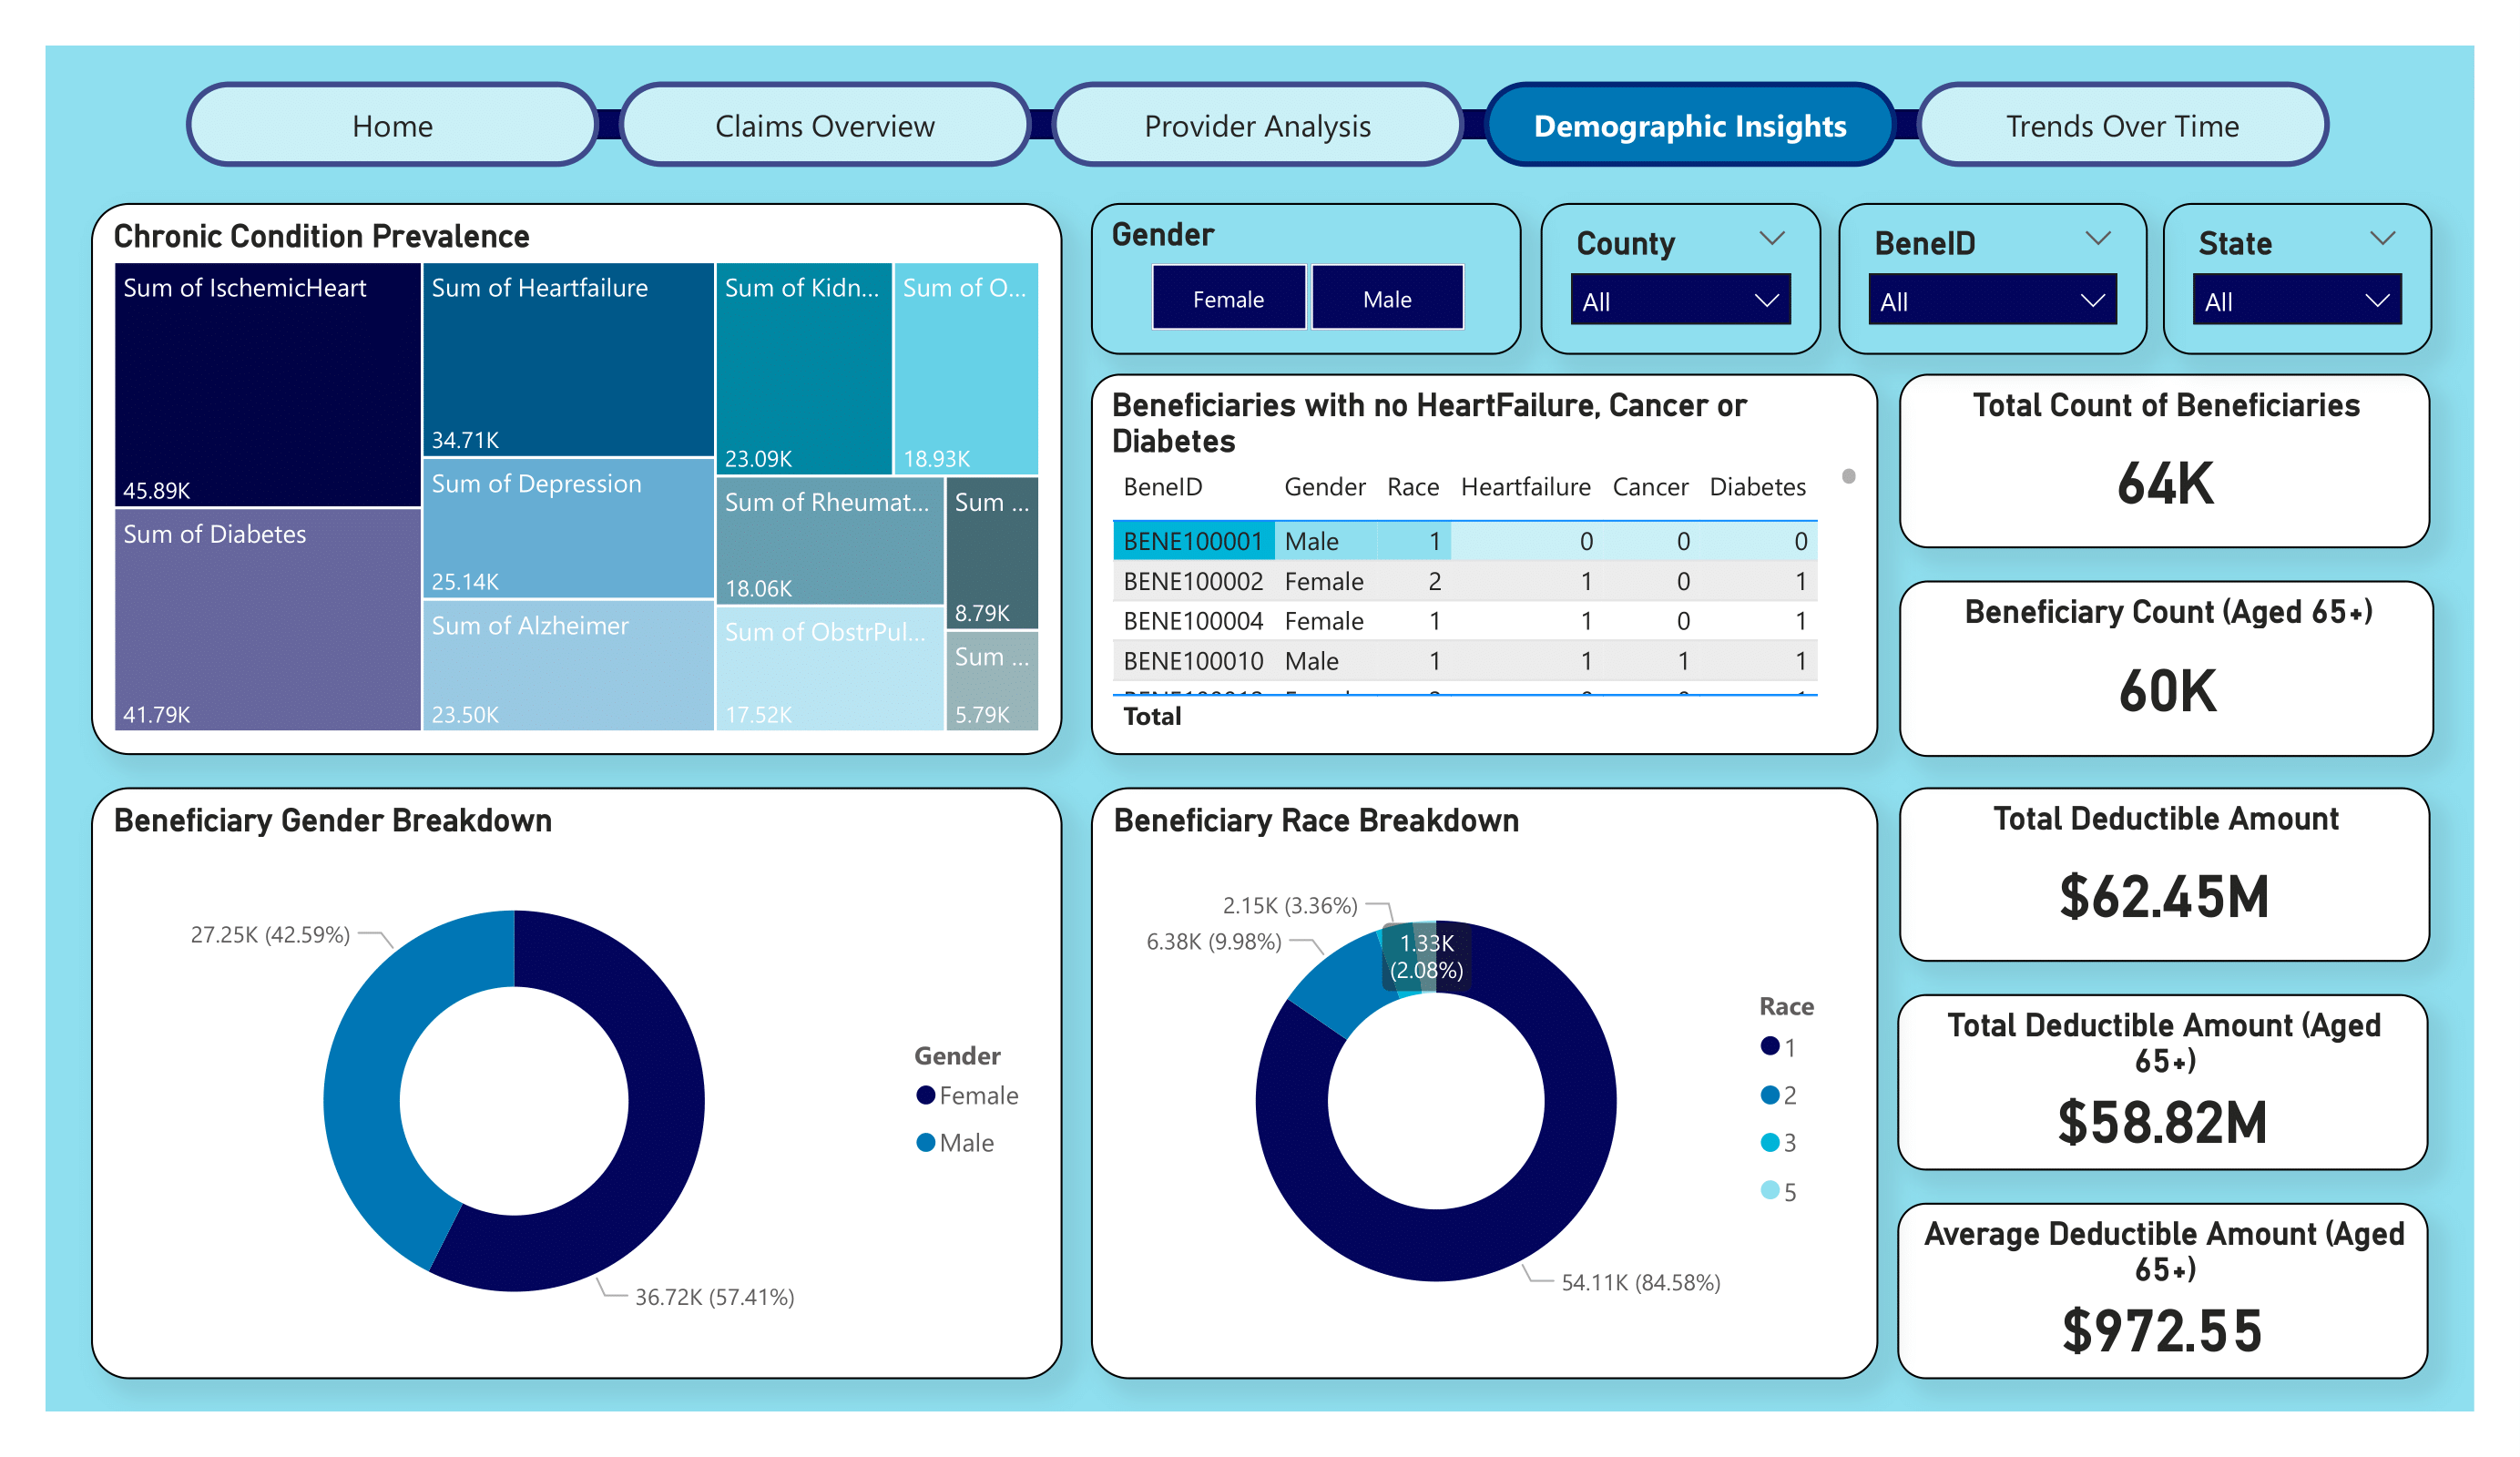 Home
Claims Overview
Provider Analysis
Demographic Insights
Trends Over Time
Chronic Condition Prevalence
Sum of IschemicHeart
45.89K
Sum of Diabetes
41.79K
Sum of Heartfailure
34.71K
Sum of Depression
25.14K
Sum of Alzheimer
23.50K
Sum of Kidn...
23.09K
Sum of O...
18.93K
Sum of Rheumat...
18.06K
Sum of ObstrPul...
17.52K
Sum ...
8.79K
Sum ...
5.79K
Gender
Female
Male
County
All
BeneID
All
State
All
Beneficiaries with no HeartFailure, Cancer or
Diabetes
BeneID Gender Race Heartfailure Cancer Diabetes
BENE100001 Male 1 0 0 0
BENE100002 Female 2 1 0 1
BENE100004 Female 1 1 0 1
BENE100010 Male 1 1 1 1
Total
Total Count of Beneficiaries
64K
Beneficiary Count (Aged 65+)
60K
Beneficiary Gender Breakdown
27.25K (42.59%)
36.72K (57.41%)
Gender
Female
Male
Beneficiary Race Breakdown
2.15K (3.36%)
6.38K (9.98%)
1.33K
(2.08%)
54.11K (84.58%)
Race
1
2
3
5
Total Deductible Amount
$62.45M
Total Deductible Amount (Aged
65+)
$58.82M
Average Deductible Amount (Aged
65+)
$972.55